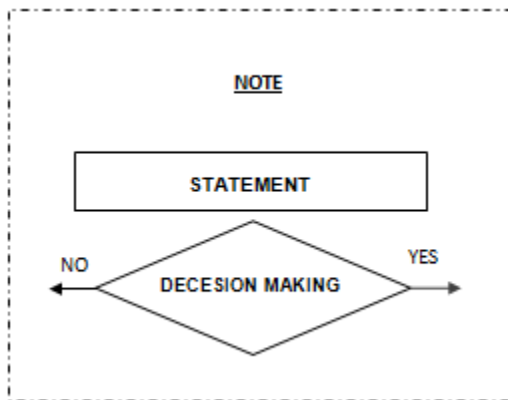 NOTE
STATEMENT
NO
YES
DECESION MAKING